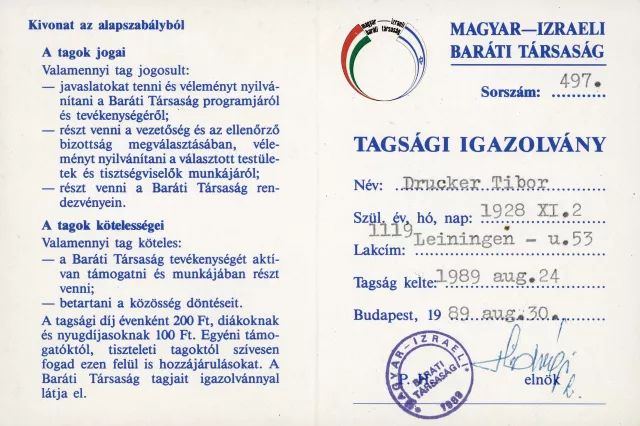 Kivonat az alapszabályból
A tagok jogai
Valamennyi tag jogosult:
— javaslatokat tenni és véleményt nyilvá-
nítani a Baráti Társaság programjáról
és tevékenységéről;
— részt venni a vezetőség és az ellenőrző
bizottság megválasztásában, véle-
ményt nyilvánítani a választott testüle-
tek és tisztségviselők munkájáról;
— részt venni a Baráti Társaság ren-
dezvényein.
A tagok kötelességei
Valamennyi tag köteles:
— a Baráti Társaság tevékenységét aktí-
van támogatni és munkájában részt
venni;
— betartani a közösség döntéseit.
A tagsági díj évenként 200 Ft, diákoknak
és nyugdíjasoknak 100 Ft. Egyéni támo-
gatóktól, tiszteleti tagoktól szívesen
fogad ezen felül is hozzájárulásokat. A
Baráti Társaság tagjait igazolvánnyal
látja el.
magyar izraeli
baráti társaság
MAGYAR—IZRAELI
BARÁTI TÁRSASÁG
Sorszám: 497.
TAGSÁGI IGAZOLVÁNY
Név: Drucker Tibor
Szül. év, hó, nap: 1928 XI.2
Lakcím: 1119 Leiningen - u.53
Tagság kelte: 1989 aug.24
Budapest, 19 89 aug.30.
MAGYAR-IZRAELI
BARÁTI
TÁRSASÁG
1989
P. H.
elnök